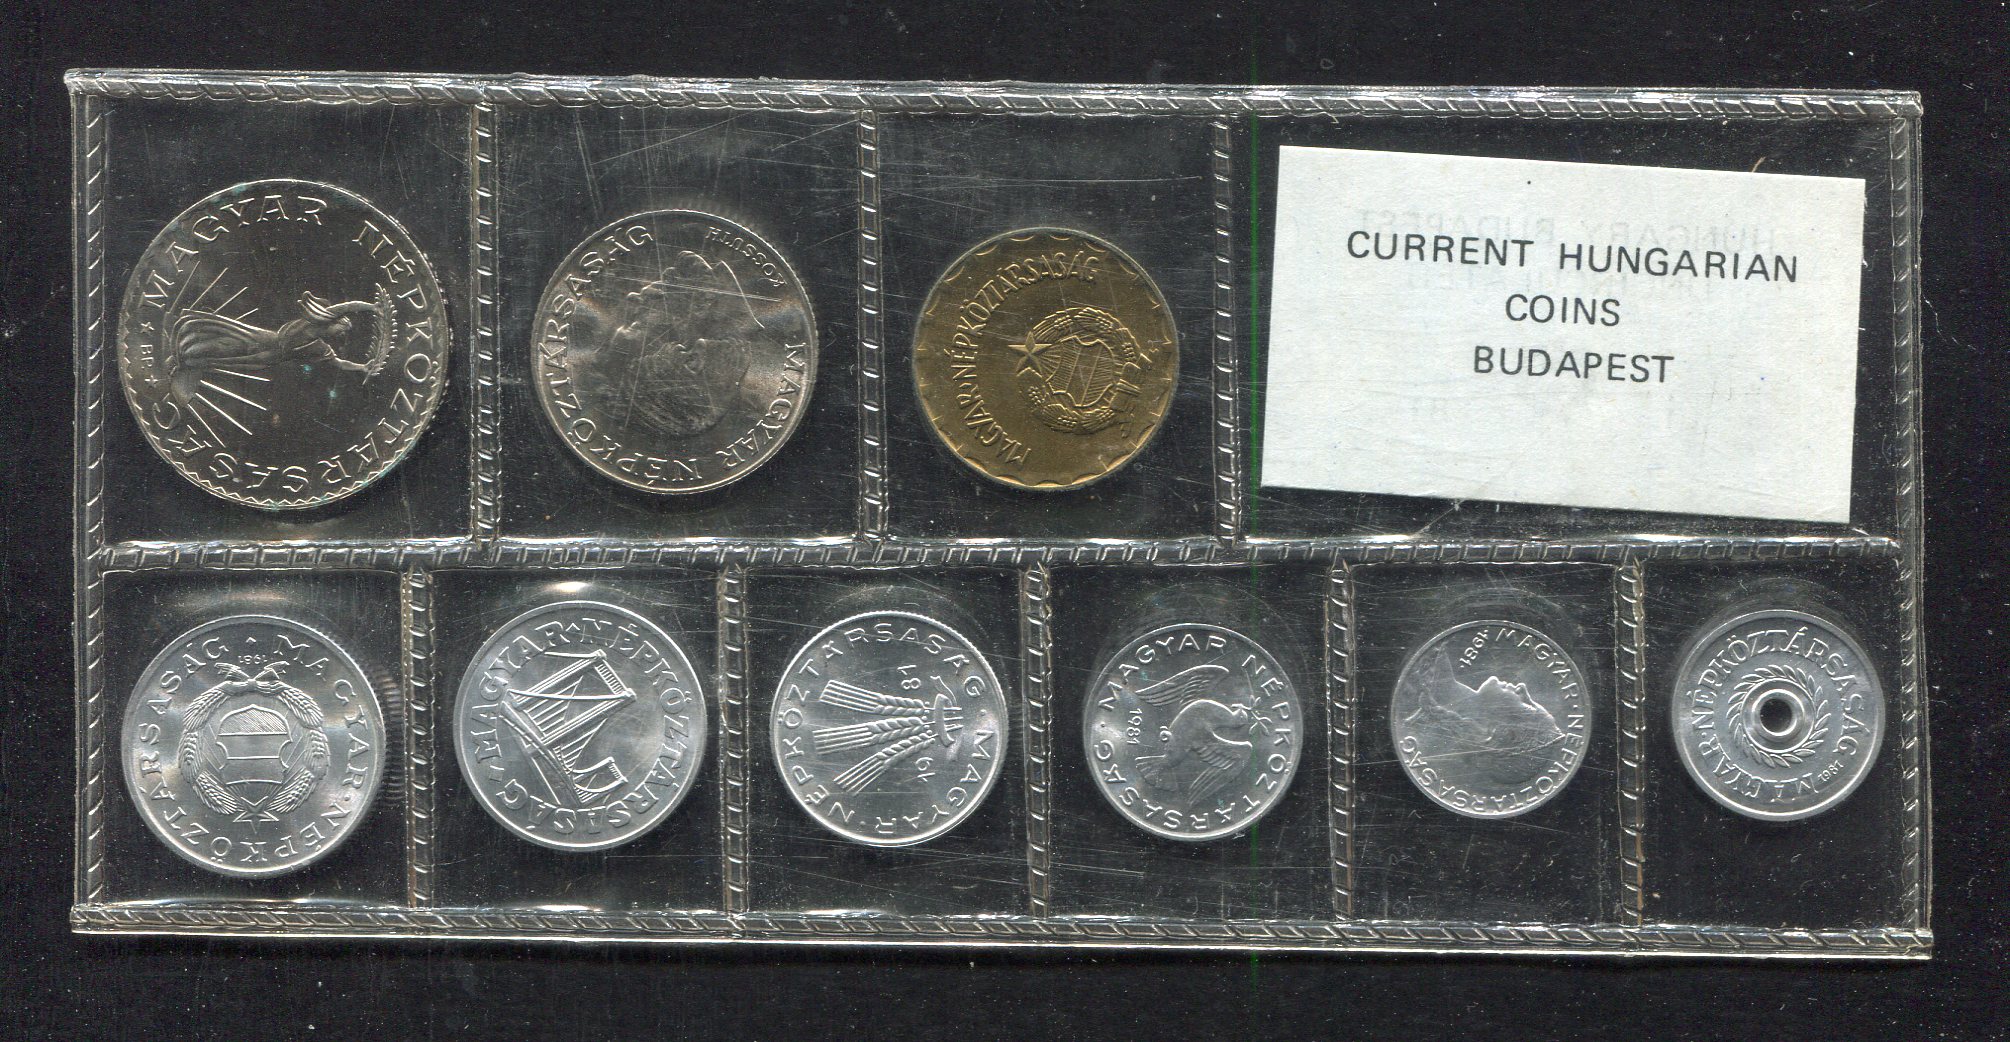 MAGYAR NÉPKÖZTÁRSASÁG
BP
MAGYAR NÉPKÖZTÁRSASÁG
KOSSUTH
MAGYAR NÉPKÖZTÁRSASÁG
CURRENT HUNGARIAN
COINS
BUDAPEST
MAGYAR · NÉPKÖZTÁRSASÁG ·
1981
MAGYAR · NÉPKÖZTÁRSASÁG ·
MAGYAR · NÉPKÖZTÁRSASÁG ·
1981
MAGYAR NÉPKÖZTÁRSASÁG ·
1981
MAGYAR · NÉPKÖZTÁRSASÁG
1981
MAGYAR · NÉPKÖZTÁRSASÁG
1981